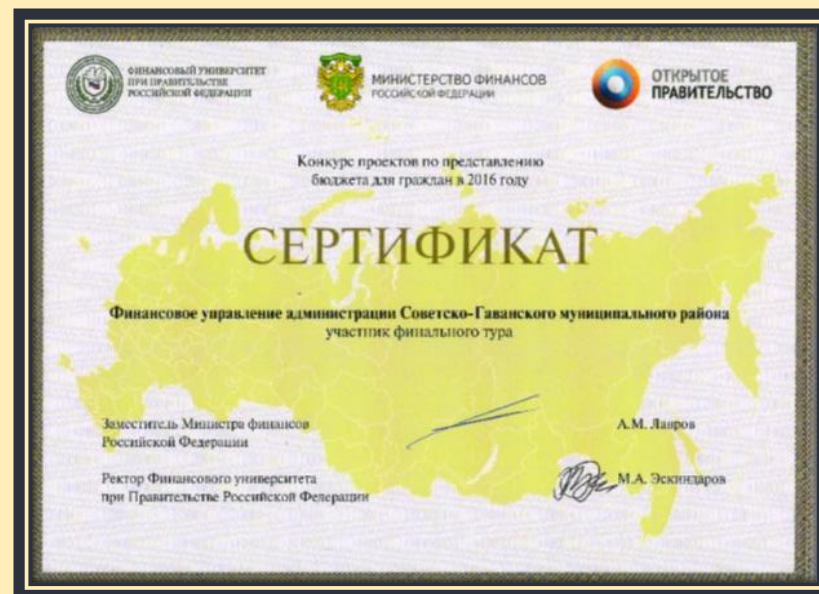 ФИНАНСОВЫЙ УНИВЕРСИТЕТ
ПРИ ПРАВИТЕЛЬСТВЕ
РОССИЙСКОЙ ФЕДЕРАЦИИ
МИНИСТЕРСТВО ФИНАНСОВ
РОССИЙСКОЙ ФЕДЕРАЦИИ
ОТКРЫТОЕ
ПРАВИТЕЛЬСТВО
Конкурс проектов по представлению
бюджета для граждан в 2016 году
СЕРТИФИКАТ
Финансовое управление администрации Советско-Гаванского муниципального района
участник финального тура
Заместитель Министра финансов
Российской Федерации
А.М. Лавров
Ректор Финансового университета
при Правительстве Российской Федерации
М.А. Эскиндаров